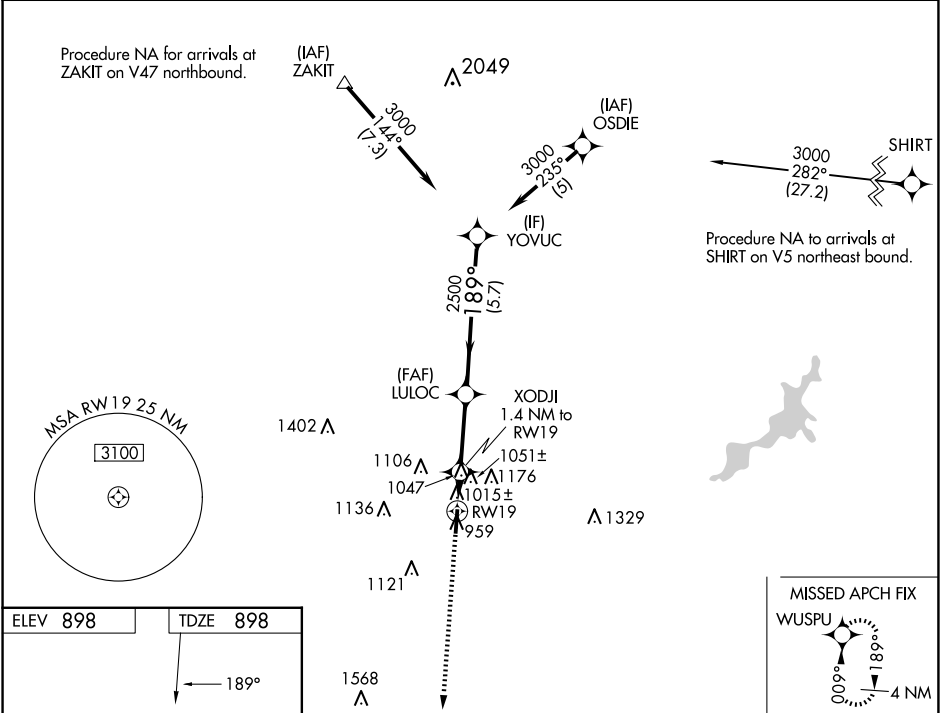 Procedure NA for arrivals at
ZAKIT on V47 northbound.
(IAF)
ZAKIT
2049
3000
144°
(7.3)
(IAF)
OSDIE
3000
235°
(5)
SHIRT
3000
282°
(27.2)
Procedure NA to arrivals at
SHIRT on V5 northeast bound.
(IF)
YOVUC
2500
189°
(5.7)
(FAF)
LULOC
XODJI
1.4 NM to
RW19
MSA RW19 25 NM
3100
1402
1106
1051±
1047
1176
1015±
1136
RW19
1329
959
1121
ELEV 898
TDZE 898
189°
1568
MISSED APCH FIX
WUSPU
189°
009°
4 NM